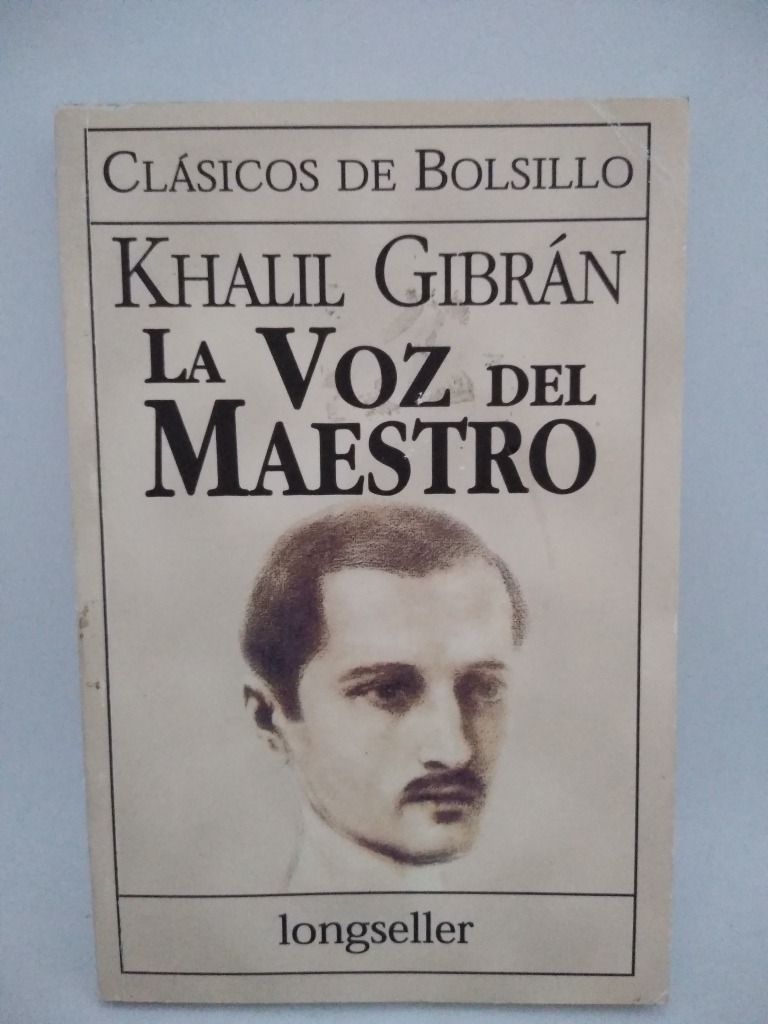 CLÁSICOS DE BOLSILLO
KHALIL GIBRÁN
LA VOZ DEL
MAESTRO
longseller